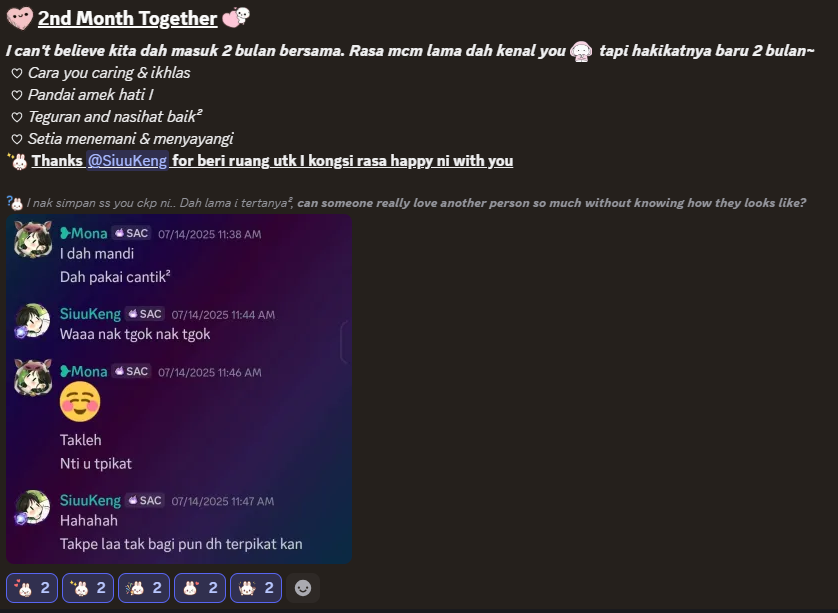 2nd Month Together
I can't believe kita dah masuk 2 bulan bersama. Rasa mcm lama dah kenal you tapi hakikatnya baru 2 bulan~
♡ Cara you caring & ikhlas
♡ Pandai amek hati I
♡ Teguran and nasihat baik²
♡ Setia menemani & menyayangi
Thanks @SiuuKeng for beri ruang utk I kongsi rasa happy ni with you
I nak simpan ss you ckp ni.. Dah lama i tertanya², can someone really love another person so much without knowing how they looks like?
❥Mona SAC 07/14/2025 11:38 AM
I dah mandi
Dah pakai cantik²
SiuuKeng SAC 07/14/2025 11:44 AM
Waaa nak tgok nak tgok
❥Mona SAC 07/14/2025 11:46 AM
Takleh
Nti u tpikat
SiuuKeng SAC 07/14/2025 11:47 AM
Hahahah
Takpe laa tak bagi pun dh terpikat kan
2 2 2 2 2